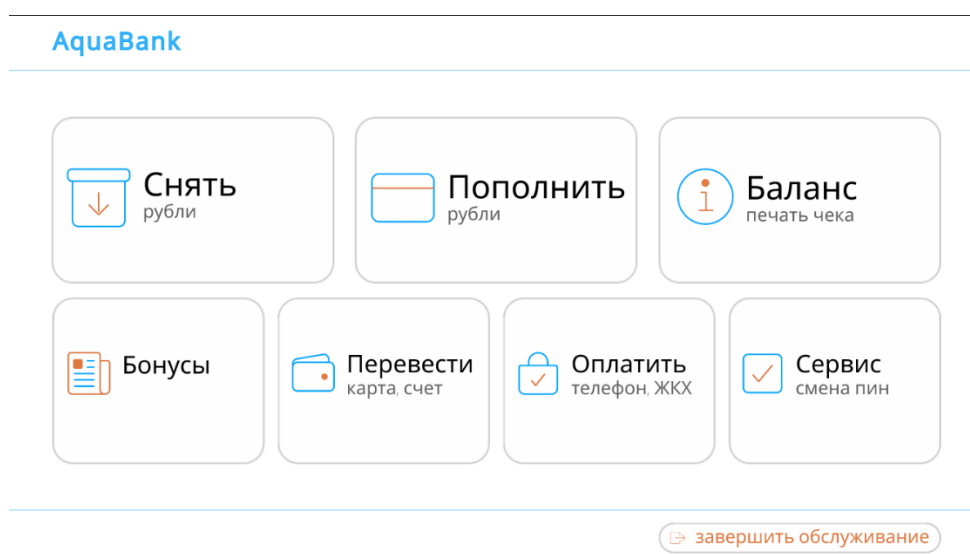 AquaBank
Снять
рубли
Пополнить
рубли
Баланс
печать чека
Бонусы
Перевести
карта, счет
Оплатить
телефон, ЖКХ
Сервис
смена пин
завершить обслуживание